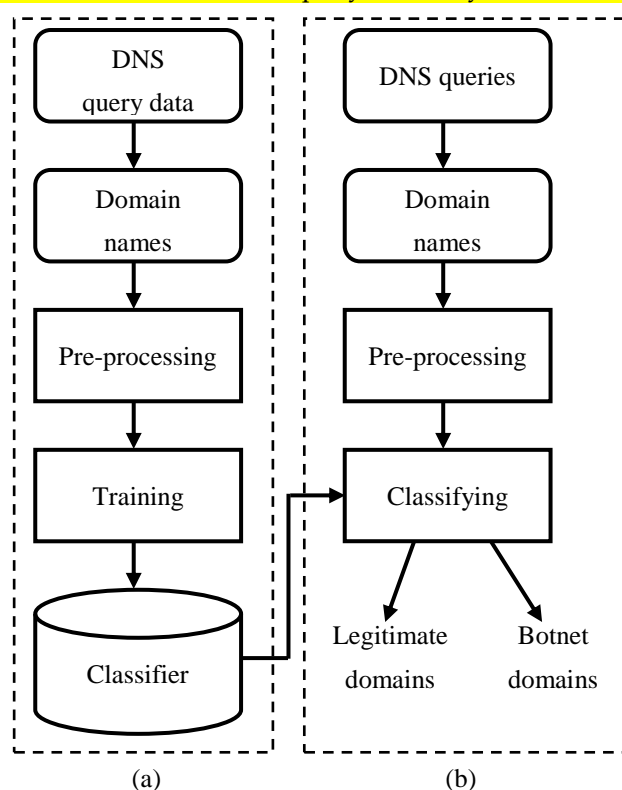 DNS
query data
Domain
names
Pre-processing
Training
Classifier
(a)
DNS queries
Domain
names
Pre-processing
Classifying
Legitimate
domains
Botnet
domains
(b)